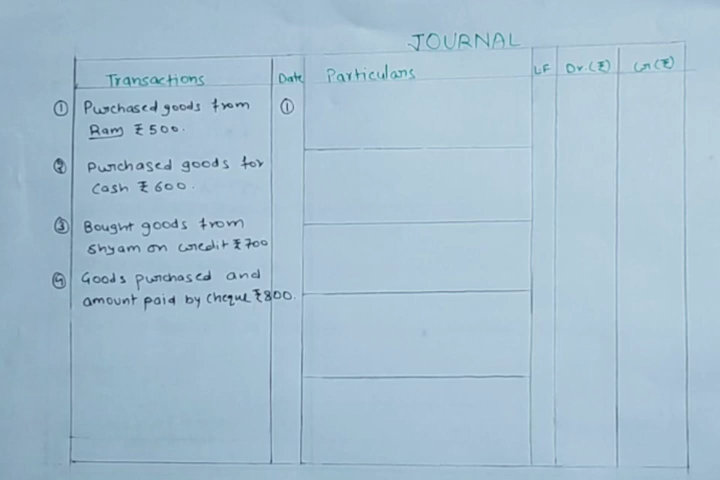 JOURNAL
Transactions Date Particulars LF Dr.(₹) Cr(₹)
① Purchased goods from ①
Ram ₹500.
② Purchased goods for
Cash ₹600.
③ Bought goods from
Shyam on credit ₹700
④ Goods purchased and
amount paid by cheque ₹800.